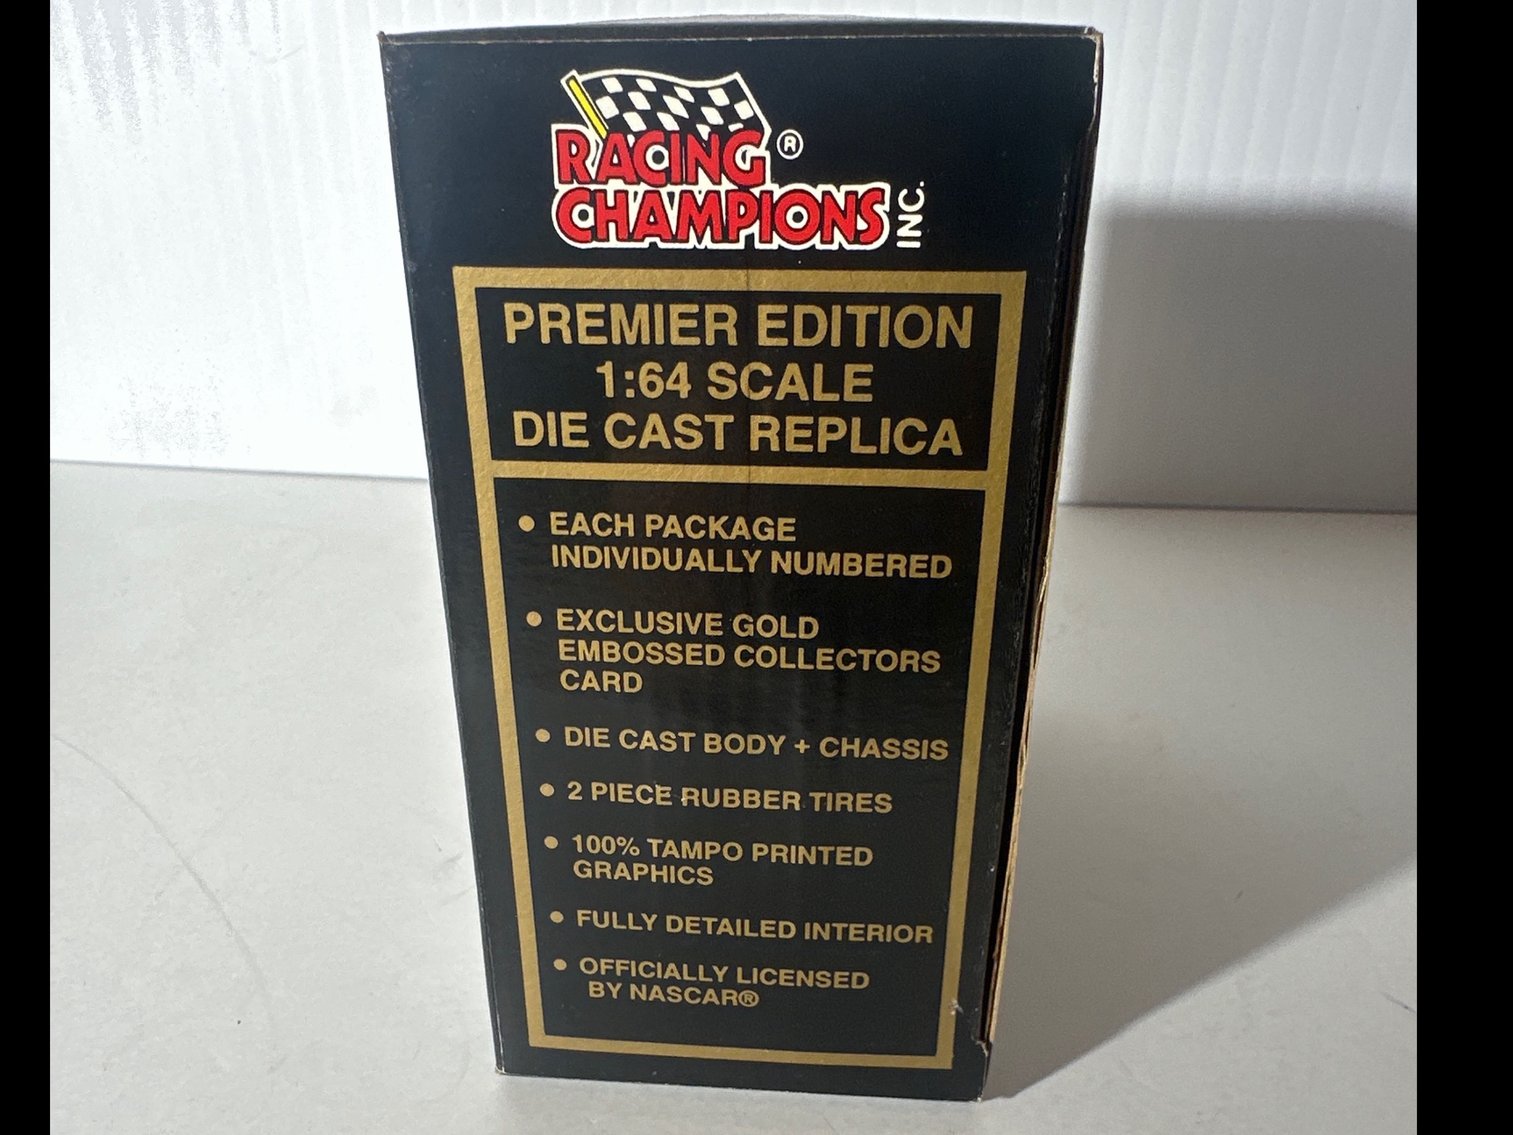 RACING ®
CHAMPIONS INC.
PREMIER EDITION
1:64 SCALE
DIE CAST REPLICA
• EACH PACKAGE
INDIVIDUALLY NUMBERED
• EXCLUSIVE GOLD
EMBOSSED COLLECTORS
CARD
• DIE CAST BODY + CHASSIS
• 2 PIECE RUBBER TIRES
• 100% TAMPO PRINTED
GRAPHICS
• FULLY DETAILED INTERIOR
• OFFICIALLY LICENSED
BY NASCAR®